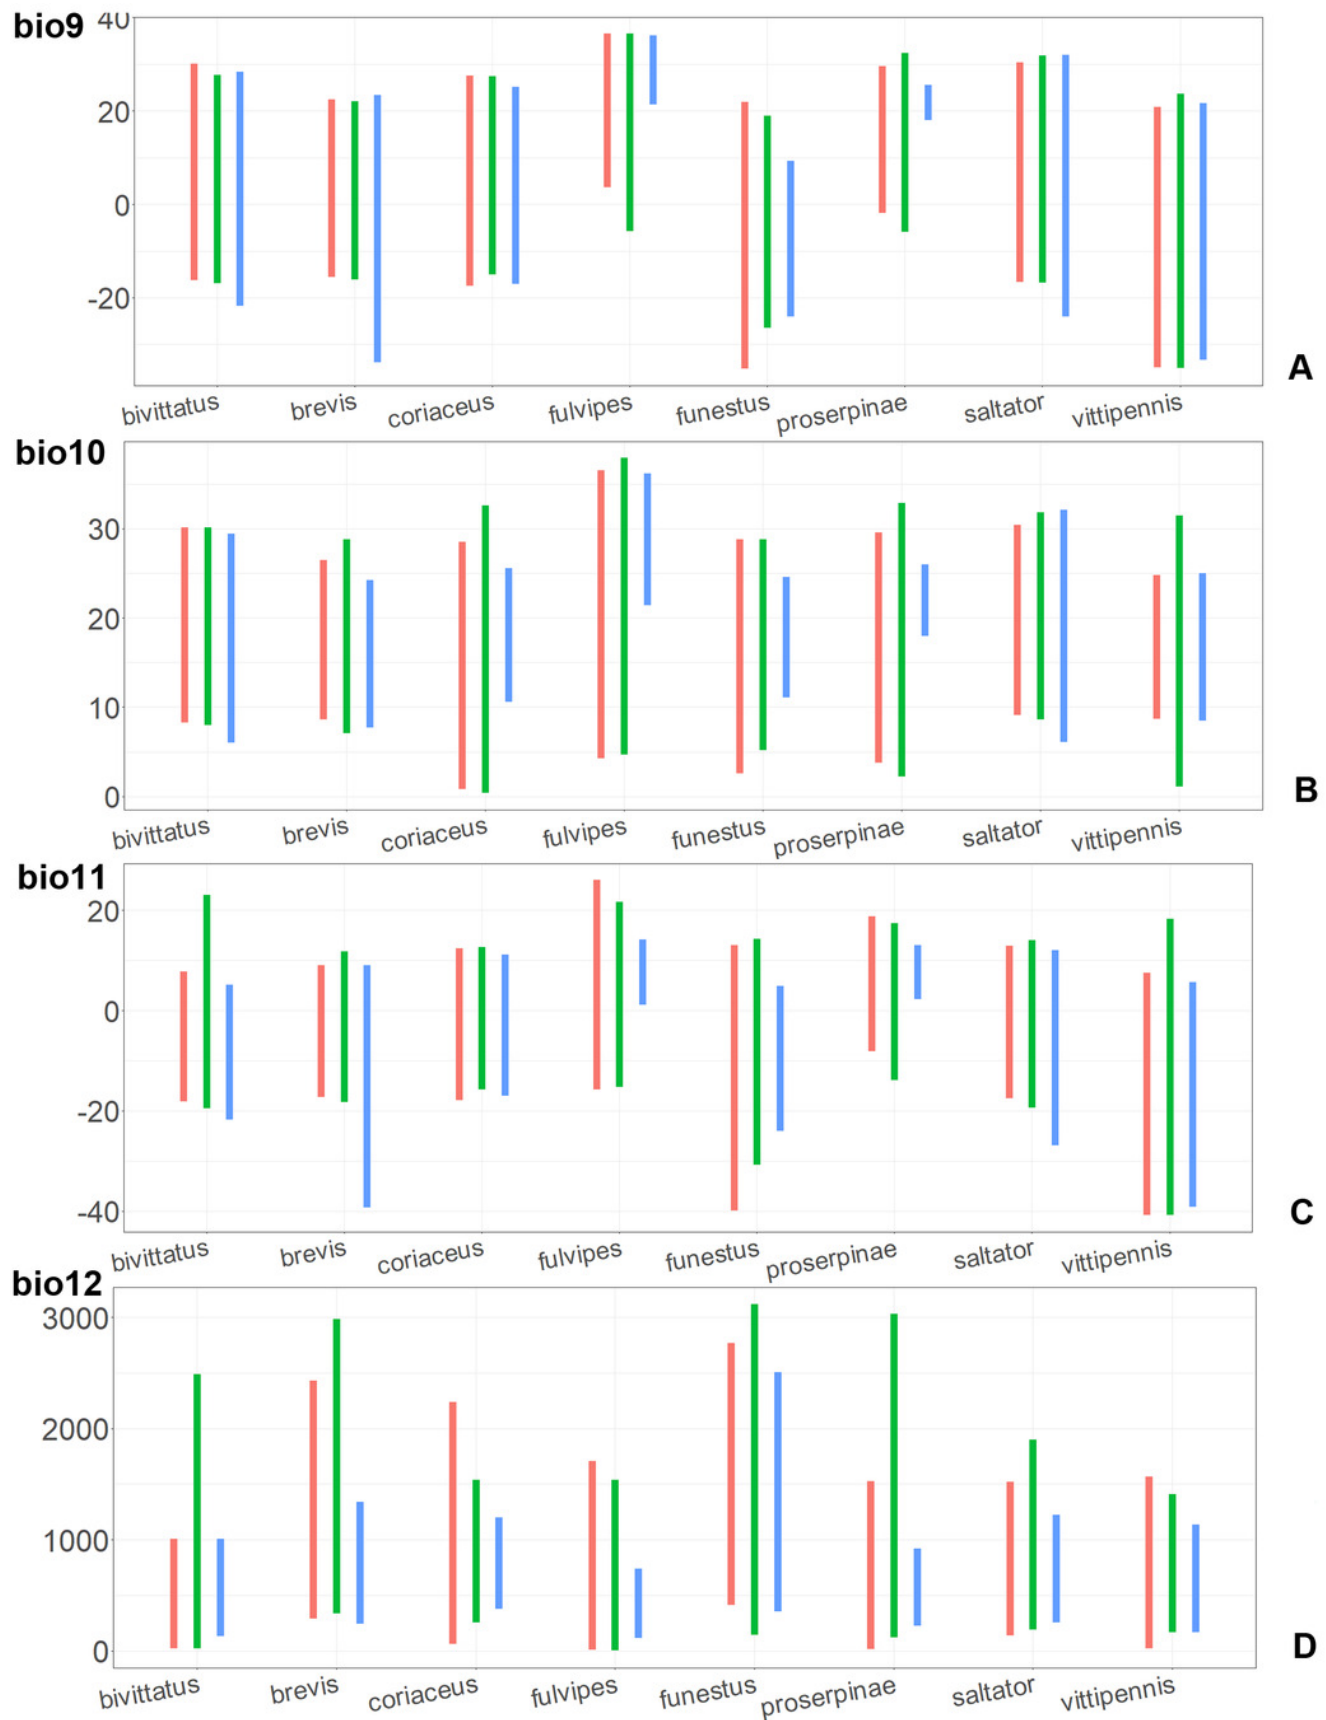 bio9
40
20
0
-20
A
bivittatus brevis coriaceus fulvipes funestus proserpinae saltator vittipennis
bio10
30
20
10
0
B
bivittatus brevis coriaceus fulvipes funestus proserpinae saltator vittipennis
bio11
20
0
-20
-40
C
bivittatus brevis coriaceus fulvipes funestus proserpinae saltator vittipennis
bio12
3000
2000
1000
0
D
bivittatus brevis coriaceus fulvipes funestus proserpinae saltator vittipennis